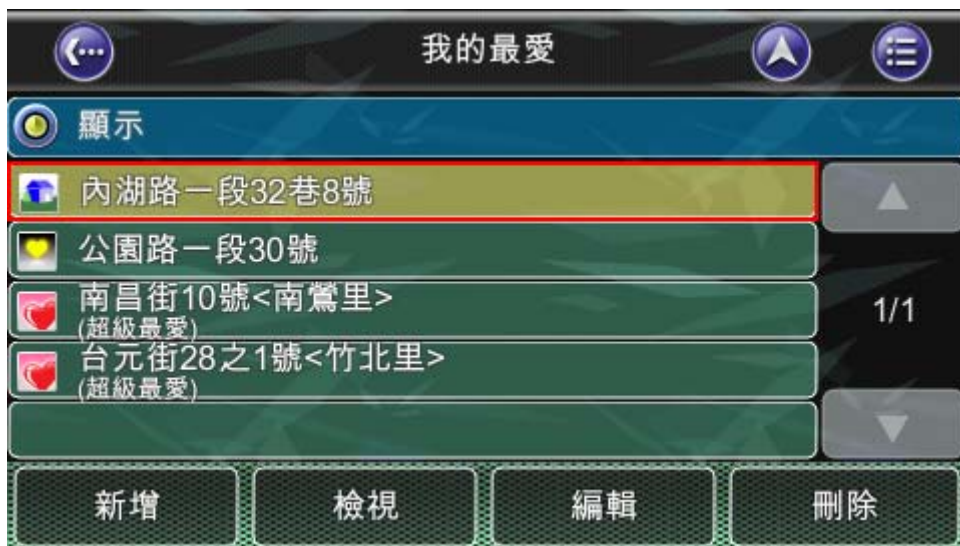 我的最愛
顯示
內湖路一段32巷8號
公園路一段30號
南昌街10號<南鶯里>
(超級最愛)
台元街28之1號<竹北里>
(超級最愛)
1/1
新增
檢視
編輯
刪除